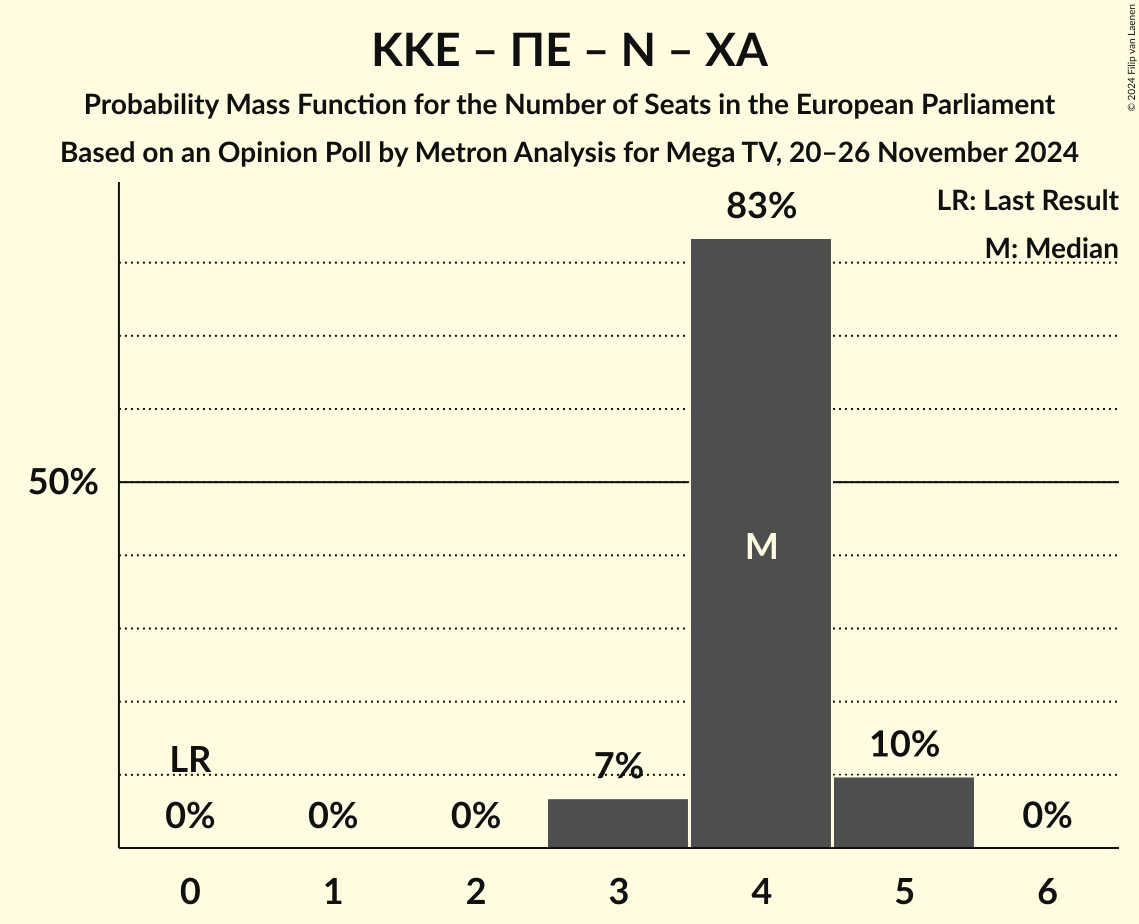 ΚΚΕ – ΠΕ – Ν – ΧΑ
Probability Mass Function for the Number of Seats in the European Parliament
Based on an Opinion Poll by Metron Analysis for Mega TV, 20–26 November 2024
© 2024 Filip van Laenen
LR: Last Result
M: Median
83%
50%
M
LR
0%
0%
0%
7%
10%
0%
0
1
2
3
4
5
6